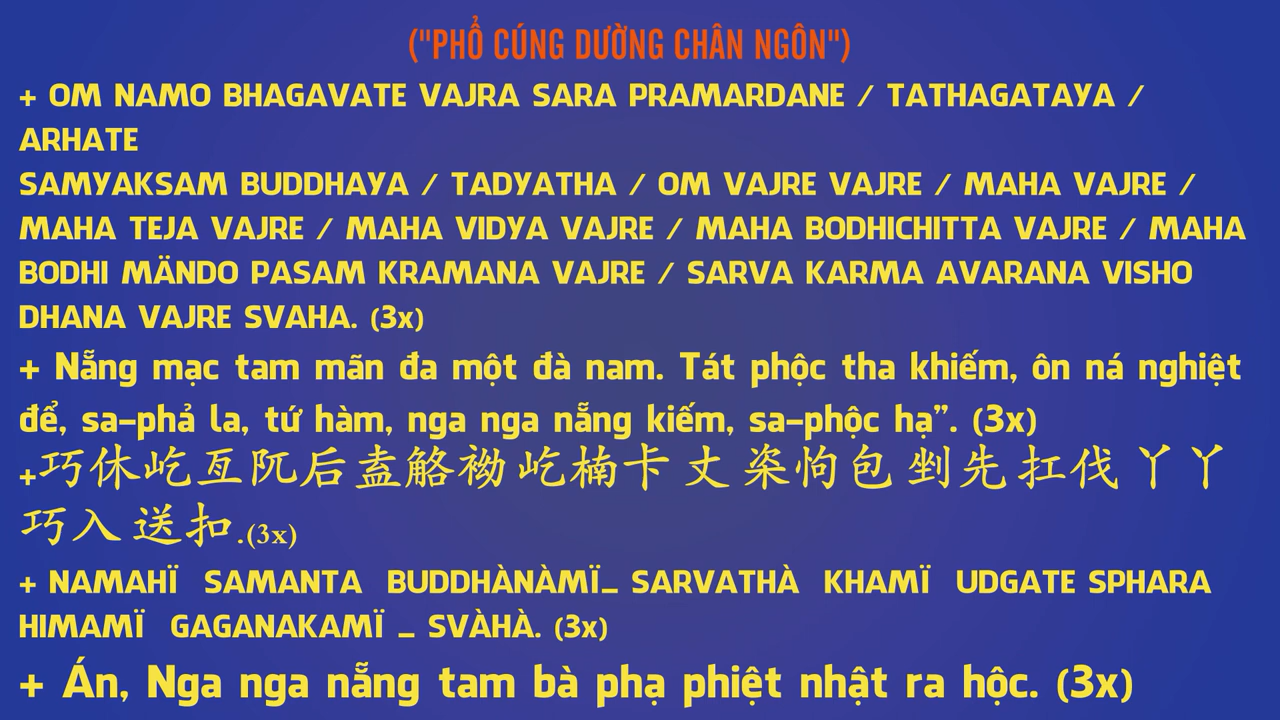 ("PHỔ CÚNG DƯỜNG CHÂN NGÔN")
+ OM NAMO BHAGAVATE VAJRA SARA PRAMARDANE / TATHAGATAYA /
ARHATE
SAMYAKSAM BUDDHAYA / TADYATHA / OM VAJRE VAJRE / MAHA VAJRE /
MAHA TEJA VAJRE / MAHA VIDYA VAJRE / MAHA BODHICHITTA VAJRE / MAHA
BODHI MÄNDO PASAM KRAMANA VAJRE / SARVA KARMA AVARANA VISHO
DHANA VAJRE SVAHA. (3x)
+ Nẵng mạc tam mãn đa một đà nam. Tát phộc tha khiếm, ôn ná nghiệt
để, sa-phả la, tứ hàm, nga nga nẵng kiếm, sa-phộc hạ”. (3x)
+巧休屹亙阢后盍觡袎屹楠卡丈桼怐包剉先扛伐丫丫
巧入送扣.(3x)
+ NAMAHÏ SAMANTA BUDDHÀNÀMÏ_ SARVATHÀ KHAMÏ UDGATE SPHARA
HIMAMÏ GAGANAKAMÏ _ SVÀHÀ. (3x)
+ Án, Nga nga nẵng tam bà phạ phiệt nhật ra hộc. (3x)